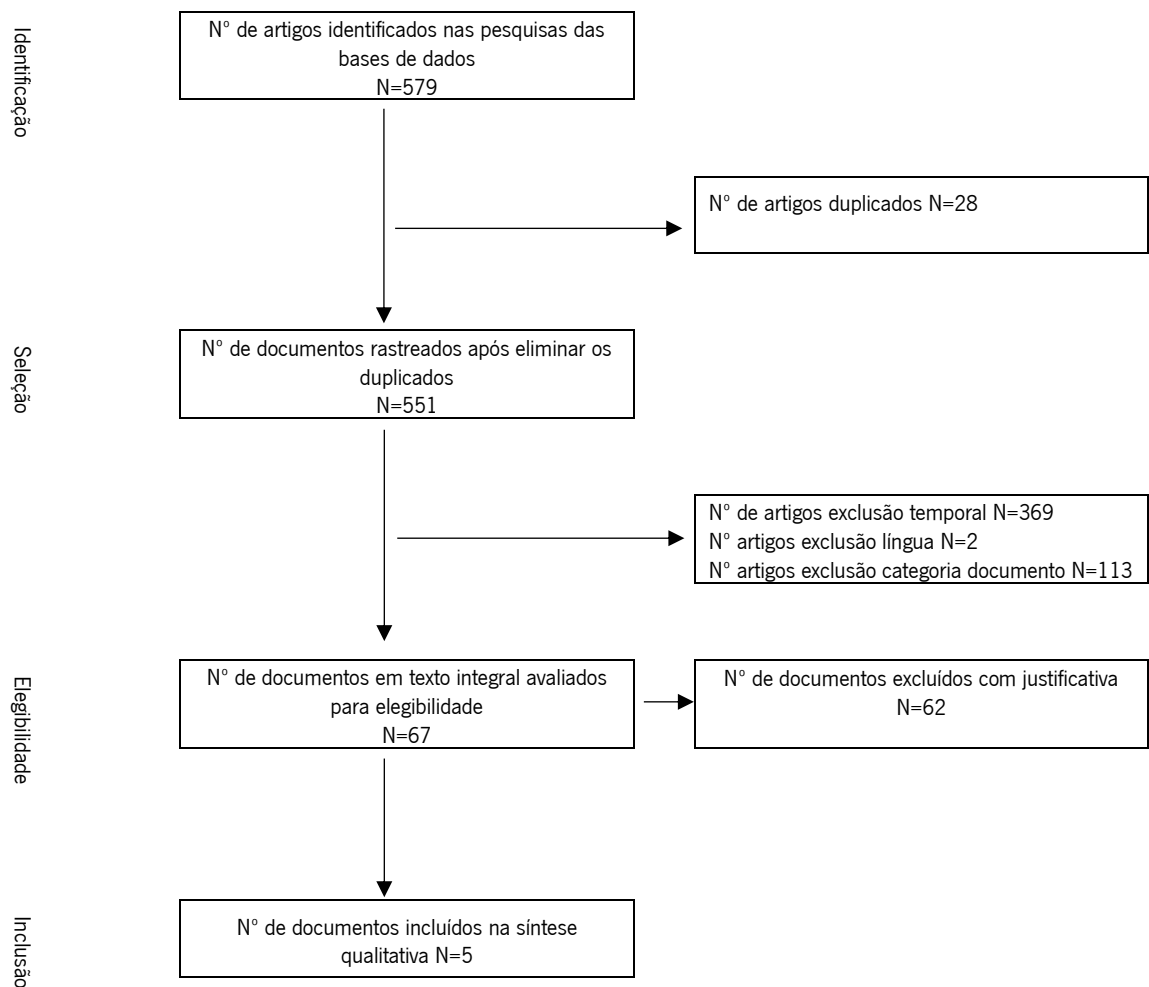 Identificação
Nº de artigos identificados nas pesquisas das
bases de dados
N=579
Nº de artigos duplicados N=28
Seleção
Nº de documentos rastreados após eliminar os
duplicados
N=551
Nº de artigos exclusão temporal N=369
Nº artigos exclusão língua N=2
Nº artigos exclusão categoria documento N=113
Elegibilidade
Nº de documentos em texto integral avaliados
para elegibilidade
N=67
Nº de documentos excluídos com justificativa
N=62
Inclusão
Nº de documentos incluídos na síntese
qualitativa N=5